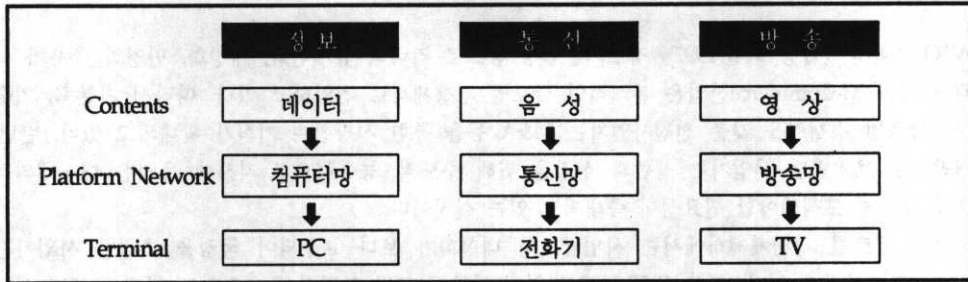 정 보 통 신 방 송
Contents 데이터 음 성 영 상
Platform Network 컴퓨터망 통신망 방송망
Terminal PC 전화기 TV